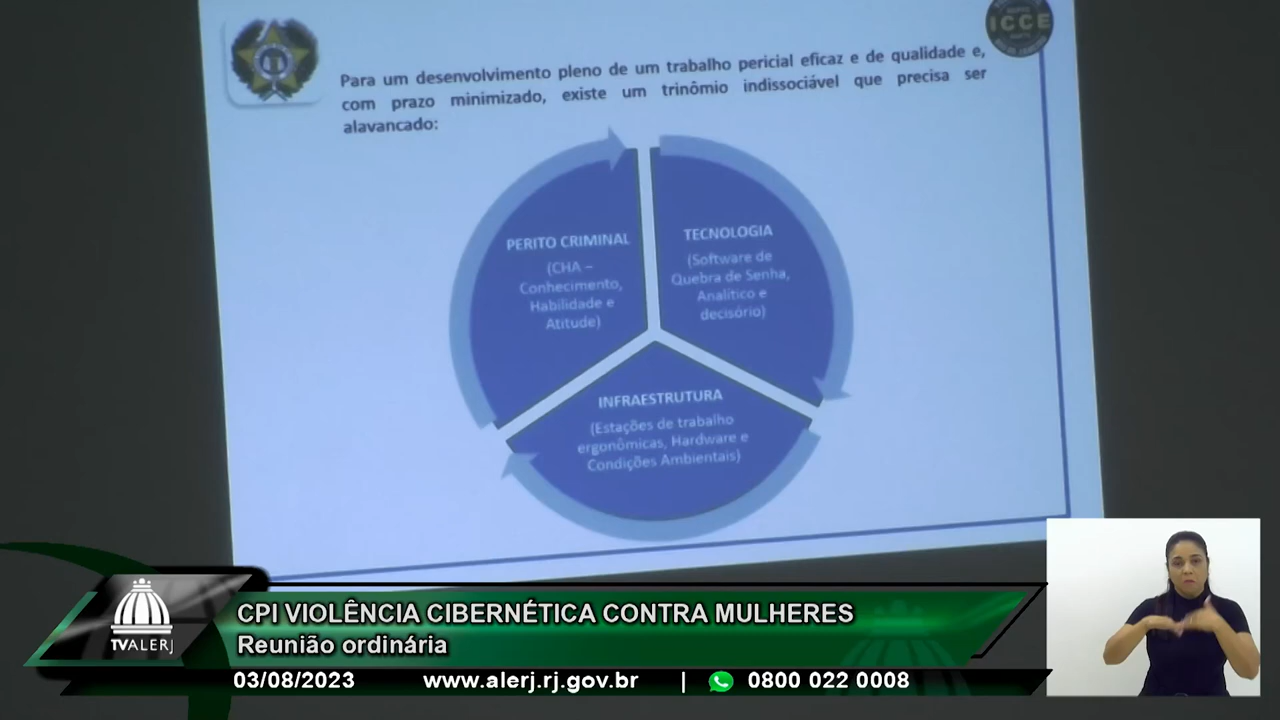 ICCE
Para um desenvolvimento pleno de um trabalho pericial eficaz e de qualidade e,
com prazo minimizado, existe um trinômio indissociável que precisa ser
alavancado:
PERITO CRIMINAL
(CHA –
Conhecimento,
Habilidade e
Atitude)
TECNOLOGIA
(Software de
Quebra de Senha,
Analítico e
decisório)
INFRAESTRUTURA
(Estações de trabalho
ergonômicas, Hardware e
Condições Ambientais)
TVALERJ
CPI VIOLÊNCIA CIBERNÉTICA CONTRA MULHERES
Reunião ordinária
03/08/2023 www.alerj.rj.gov.br | 0800 022 0008